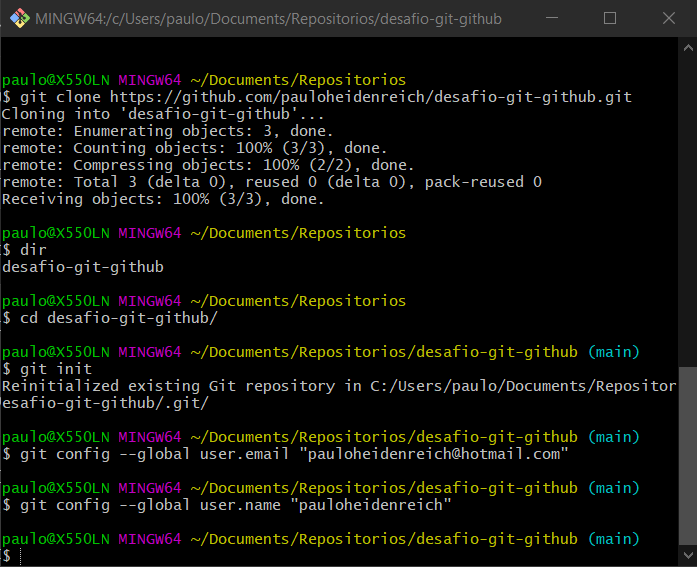 MINGW64:/c/Users/paulo/Documents/Repositorios/desafio-git-github
paulo@X550LN MINGW64 ~/Documents/Repositorios
$ git clone https://github.com/pauloheidenreich/desafio-git-github.git
Cloning into 'desafio-git-github'...
remote: Enumerating objects: 3, done.
remote: Counting objects: 100% (3/3), done.
remote: Compressing objects: 100% (2/2), done.
remote: Total 3 (delta 0), reused 0 (delta 0), pack-reused 0
Receiving objects: 100% (3/3), done.
paulo@X550LN MINGW64 ~/Documents/Repositorios
$ dir
desafio-git-github
paulo@X550LN MINGW64 ~/Documents/Repositorios
$ cd desafio-git-github/
paulo@X550LN MINGW64 ~/Documents/Repositorios/desafio-git-github (main)
$ git init
Reinitialized existing Git repository in C:/Users/paulo/Documents/Repositor
esafio-git-github/.git/
paulo@X550LN MINGW64 ~/Documents/Repositorios/desafio-git-github (main)
$ git config --global user.email "pauloheidenreich@hotmail.com"
paulo@X550LN MINGW64 ~/Documents/Repositorios/desafio-git-github (main)
$ git config --global user.name "pauloheidenreich"
paulo@X550LN MINGW64 ~/Documents/Repositorios/desafio-git-github (main)
$